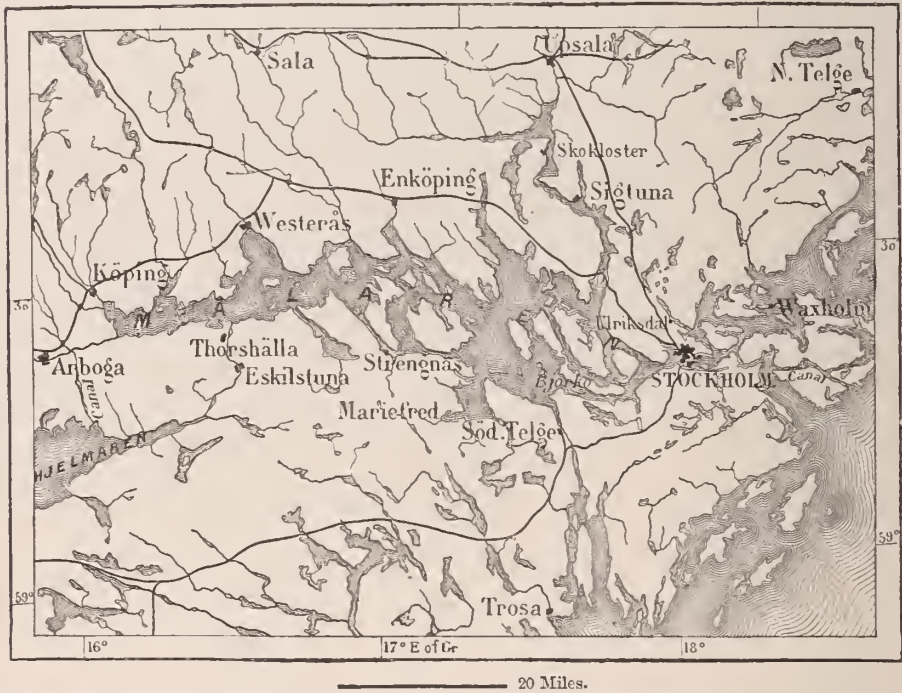 Upsala
Sala
N. Telge
Skokloster
Enköping
Sigtuna
Westerås
30
Köping
30
M Ä L A R E
Waxholm
Ulriksdal
Thorshälla
Arboga
Strengnäs
Eskilstuna
STOCKHOLM
Canal
Björkö
Canal
Mariefred
Söd. Telge
HJELMAREN
59°
59°
Trosa
16°
17° E of Gr
18°
20 Miles.